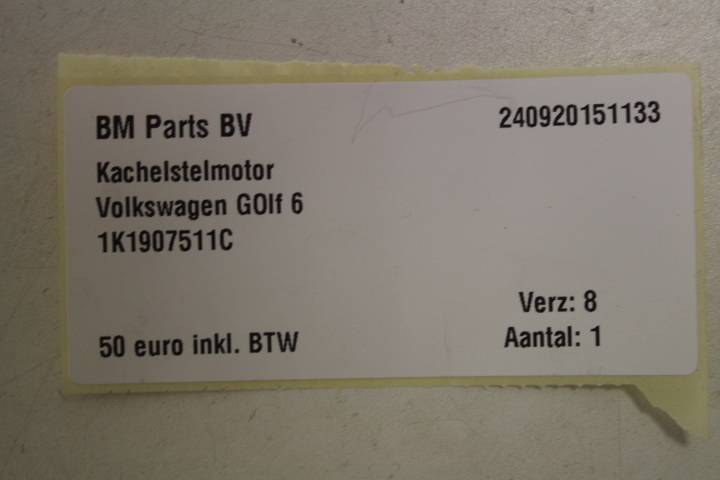 BM Parts BV 240920151133
Kachelstelmotor
Volkswagen GOlf 6
1K1907511C
Verz: 8
50 euro inkl. BTW Aantal: 1